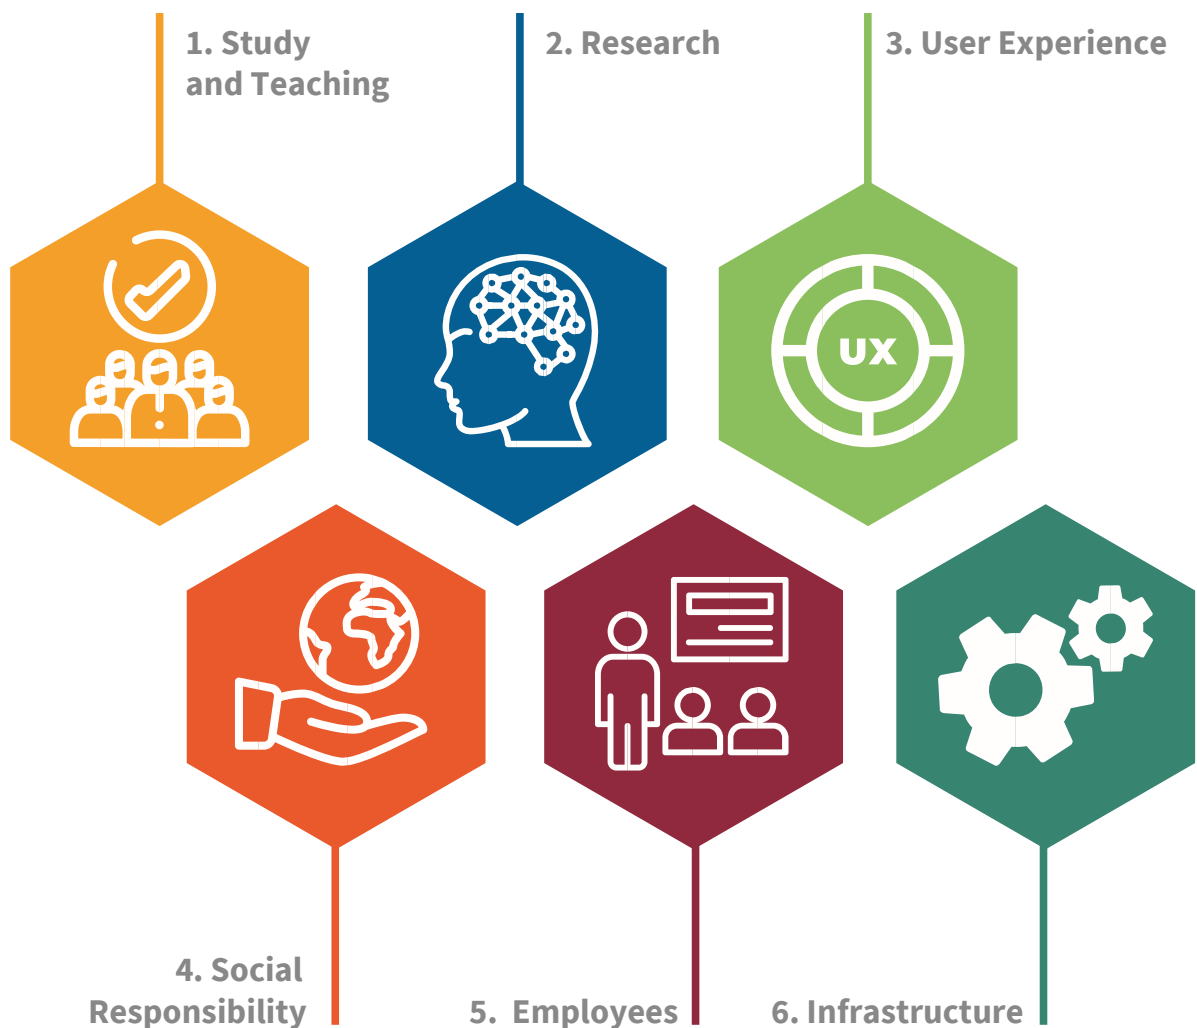 1. Study
and Teaching
2. Research
3. User Experience
UX
4. Social
Responsibility
5. Employees
6. Infrastructure